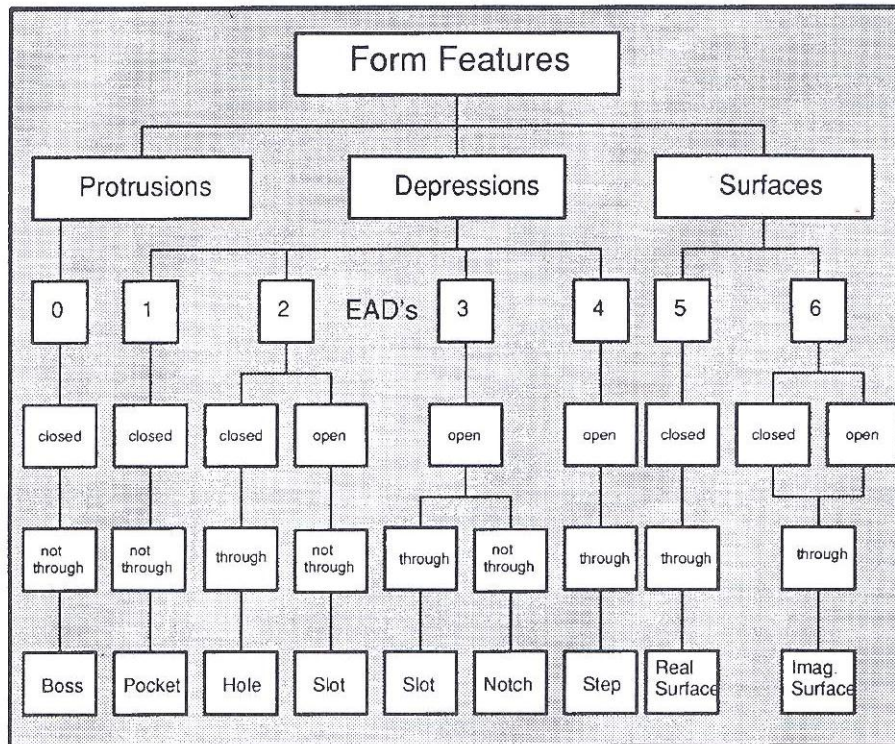 Form Features
Protrusions Depressions Surfaces
0 1 2 EAD's 3 4 5 6
closed closed closed open open open closed closed open
not through not through through not through through not through through through through
Boss Pocket Hole Slot Slot Notch Step Real Surface Imag. Surface